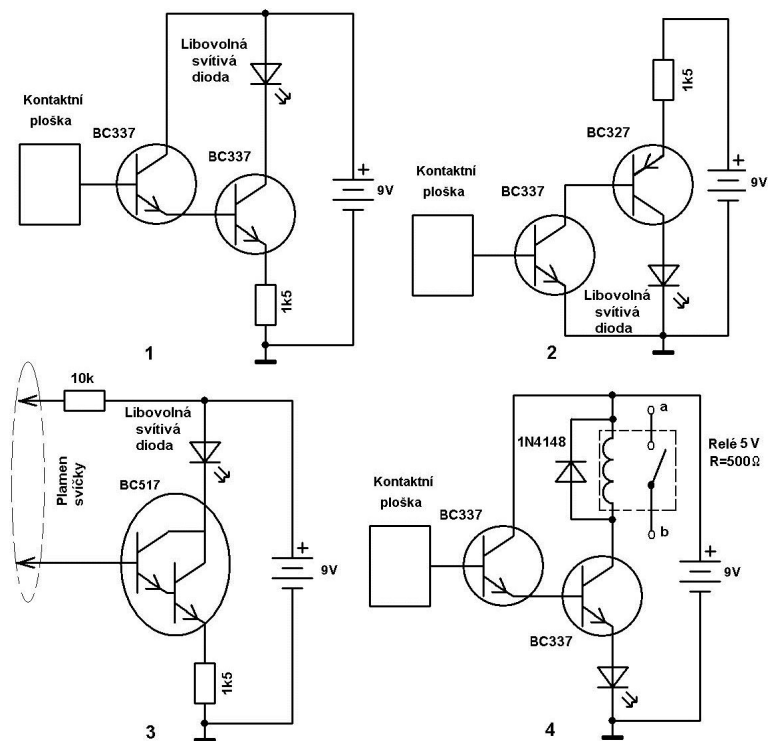 Libovolná
svítivá
dioda
Kontaktní
ploška
BC337
BC337
+
9V
1k5
1
1k5
BC327
Kontaktní
ploška
BC337
+
9V
Libovolná
svítivá
dioda
2
10k
Libovolná
svítivá
dioda
Plamen
svíčky
BC517
+
9V
1k5
3
a
1N4148
Relé 5 V
R=500Ω
Kontaktní
ploška
BC337
b
+
9V
BC337
4